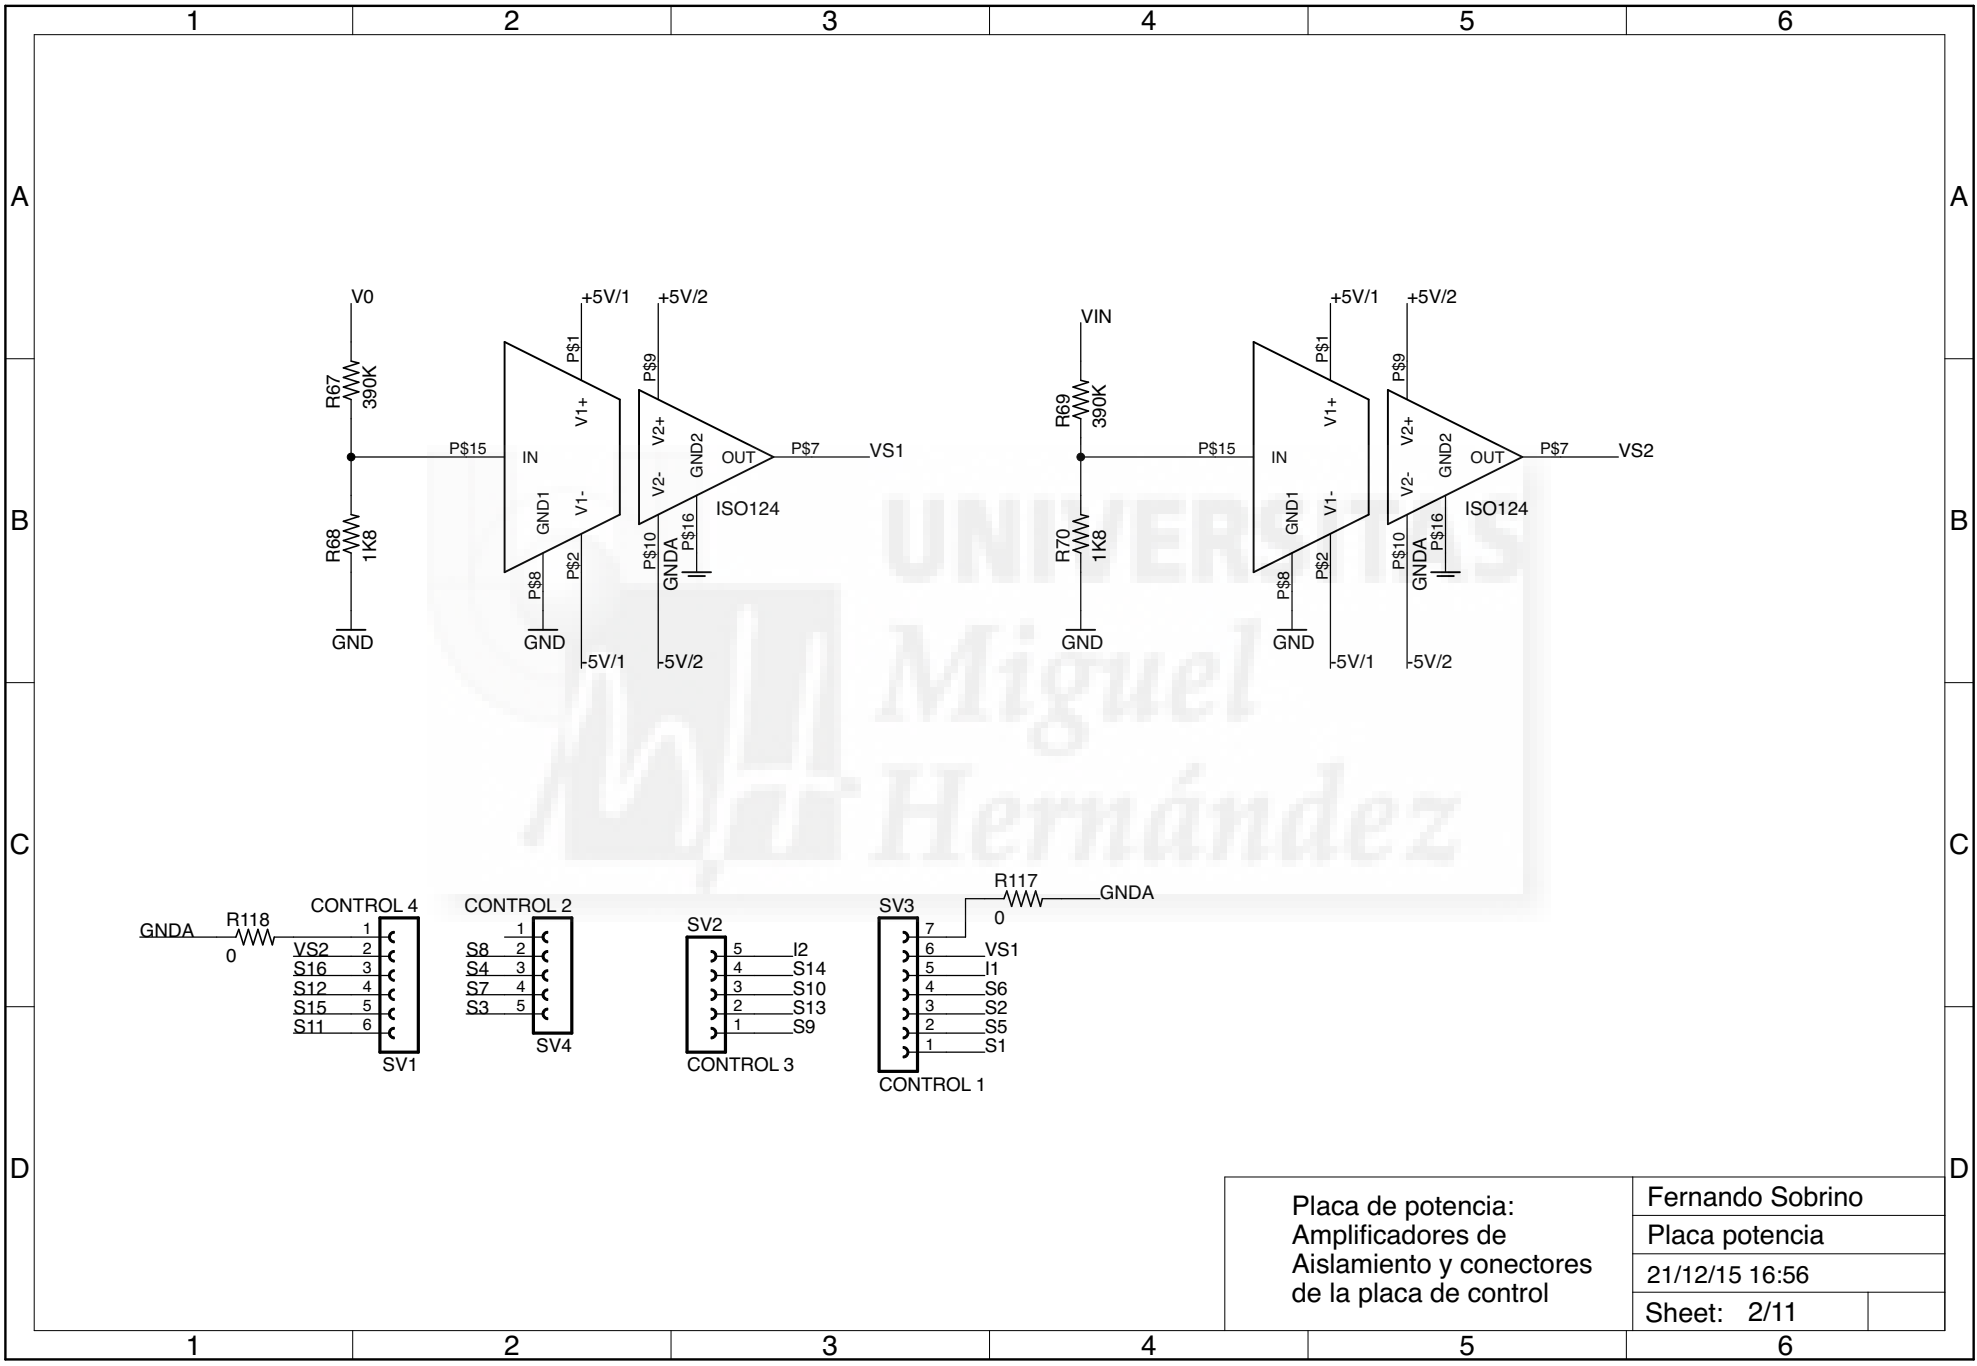 1 2 3 4 5 6
A A
V0 +5V/1 +5V/2 +5V/1 +5V/2
VIN
P$1 P$9 P$1 P$9
R67 390K R69 390K
V1+ V2+ V1+ V2+
P$15 IN GND2 OUT P$7 VS1
P$15 IN GND2 OUT P$7 VS2
GND1 V1- V2- ISO124
GND1 V1- V2- ISO124
B B
R68 1K8 R70 1K8
P$8 P$2 P$10 GNDA P$16
P$8 P$2 P$10 GNDA P$16
GND GND GND GND
-5V/1 -5V/2 -5V/1 -5V/2
UNIVERSITAS
Miguel
Hernández
C C
GNDA R118 0
CONTROL 4
1
VS2 2
S16 3
S12 4
S15 5
S11 6
SV1
CONTROL 2
1
S8 2
S4 3
S7 4
S3 5
SV4
SV2
5 I2
4 S14
3 S10
2 S13
1 S9
CONTROL 3
R117 0 GNDA
SV3
7
6 VS1
5 I1
4 S6
3 S2
2 S5
1 S1
CONTROL 1
D D
Placa de potencia:
Amplificadores de
Aislamiento y conectores
de la placa de control
Fernando Sobrino
Placa potencia
21/12/15 16:56
Sheet: 2/11
1 2 3 4 5 6